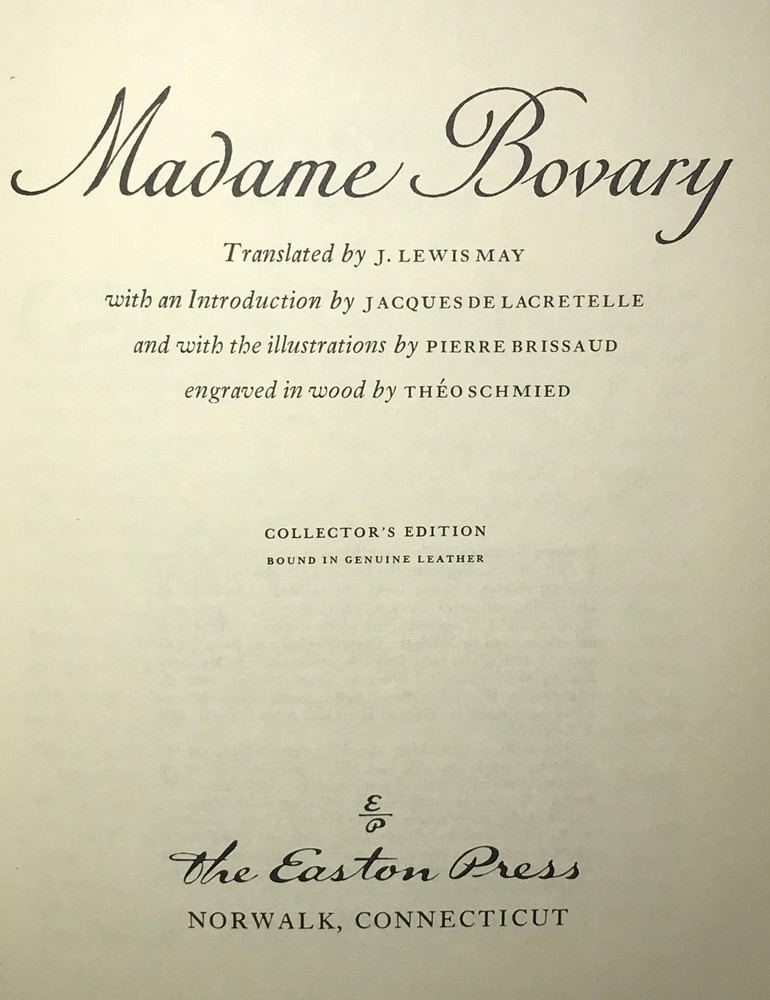 Madame Bovary
Translated by J. LEWIS MAY
with an Introduction by JACQUES DE LACRETELLE
and with the illustrations by PIERRE BRISSAUD
engraved in wood by THÉO SCHMIED
COLLECTOR'S EDITION
BOUND IN GENUINE LEATHER
E
P
The Easton Press
NORWALK, CONNECTICUT